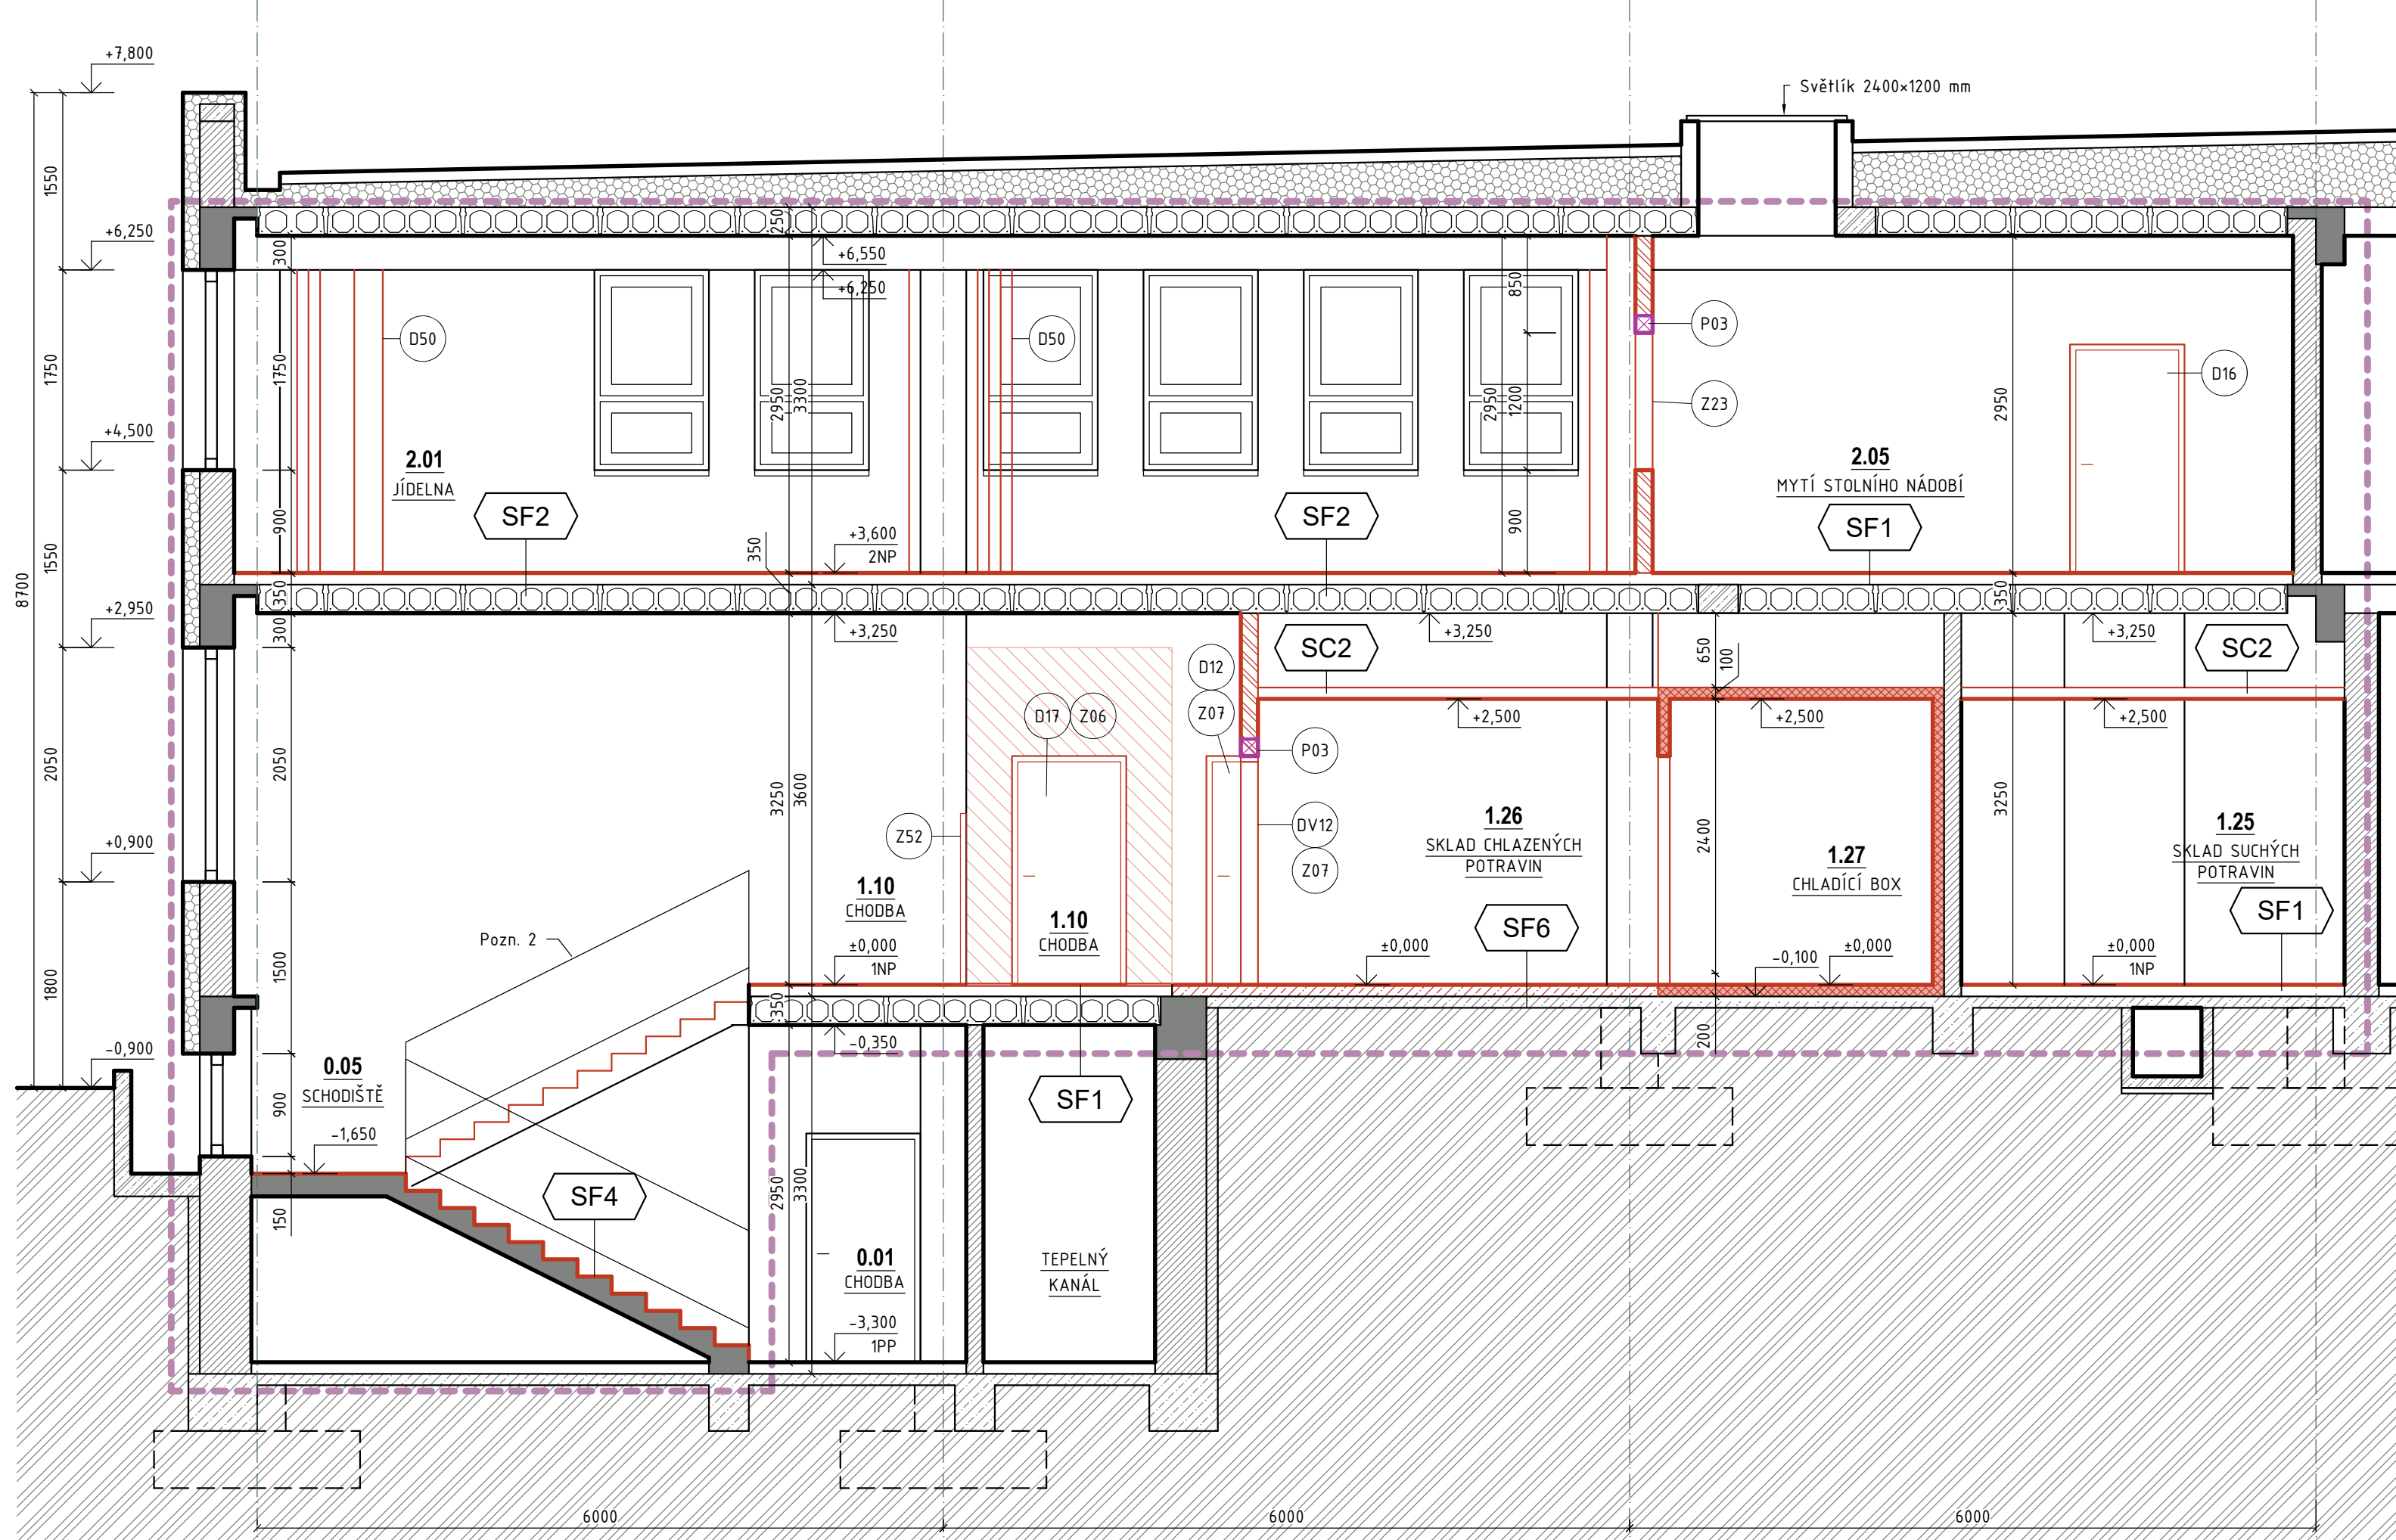 +7,800
Světlík 2400×1200 mm
1550
250
+6,250
300
+6,550
+6,250
850
P03
D50
D50
D16
1750
1750
2950
3300
2950
1200
Z23
2950
+4,500
2.01
JÍDELNA
2.05
MYTÍ STOLNÍHO NÁDOBÍ
SF2
SF2
SF1
900
900
350
+3,600
2NP
1550
8700
350
350
+2,950
300
+3,250
+3,250
+3,250
SC2
SC2
650
100
D12
D17
Z06
Z07
+2,500
+2,500
+2,500
P03
2050
2050
3250
3600
3250
Z52
DV12
Z07
2400
+0,900
1.26
SKLAD CHLAZENÝCH
POTRAVIN
1.27
CHLADÍCÍ BOX
1.25
SKLAD SUCHÝCH
POTRAVIN
1.10
CHODBA
1.10
CHODBA
SF6
SF1
Pozn. 2
±0,000
1NP
±0,000
-0,100
±0,000
±0,000
1NP
1800
1500
350
200
-0,900
-0,350
0.05
SCHODIŠTĚ
SF1
900
-1,650
SF4
150
2950
3300
0.01
CHODBA
TEPELNÝ
KANÁL
-3,300
1PP
6000
6000
6000